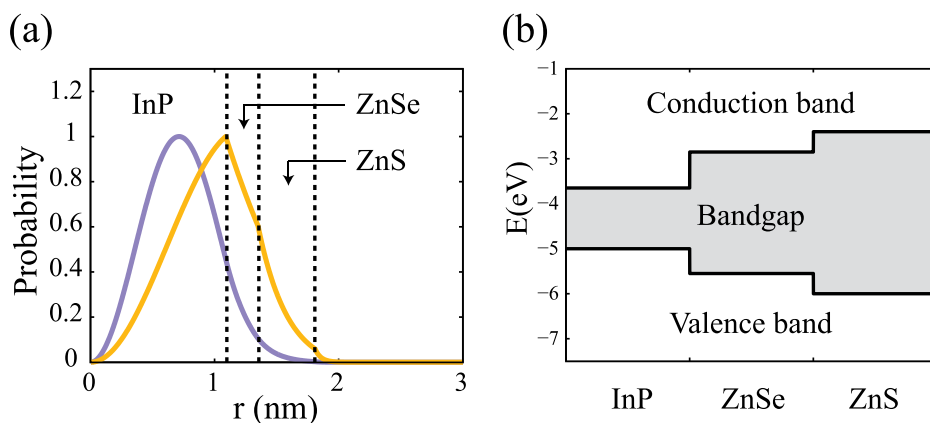 (a)
(b)
1.2
1
0.8
0.6
0.4
0.2
0
Probability
InP
ZnSe
ZnS
0
1
2
3
r (nm)
−1
−2
−3
−4
−5
−6
−7
E(eV)
Conduction band
Bandgap
Valence band
InP
ZnSe
ZnS